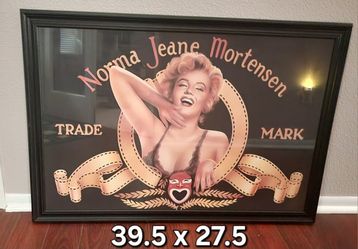 Norma Jeane Mortensen
TRADE MARK
39.5 x 27.5